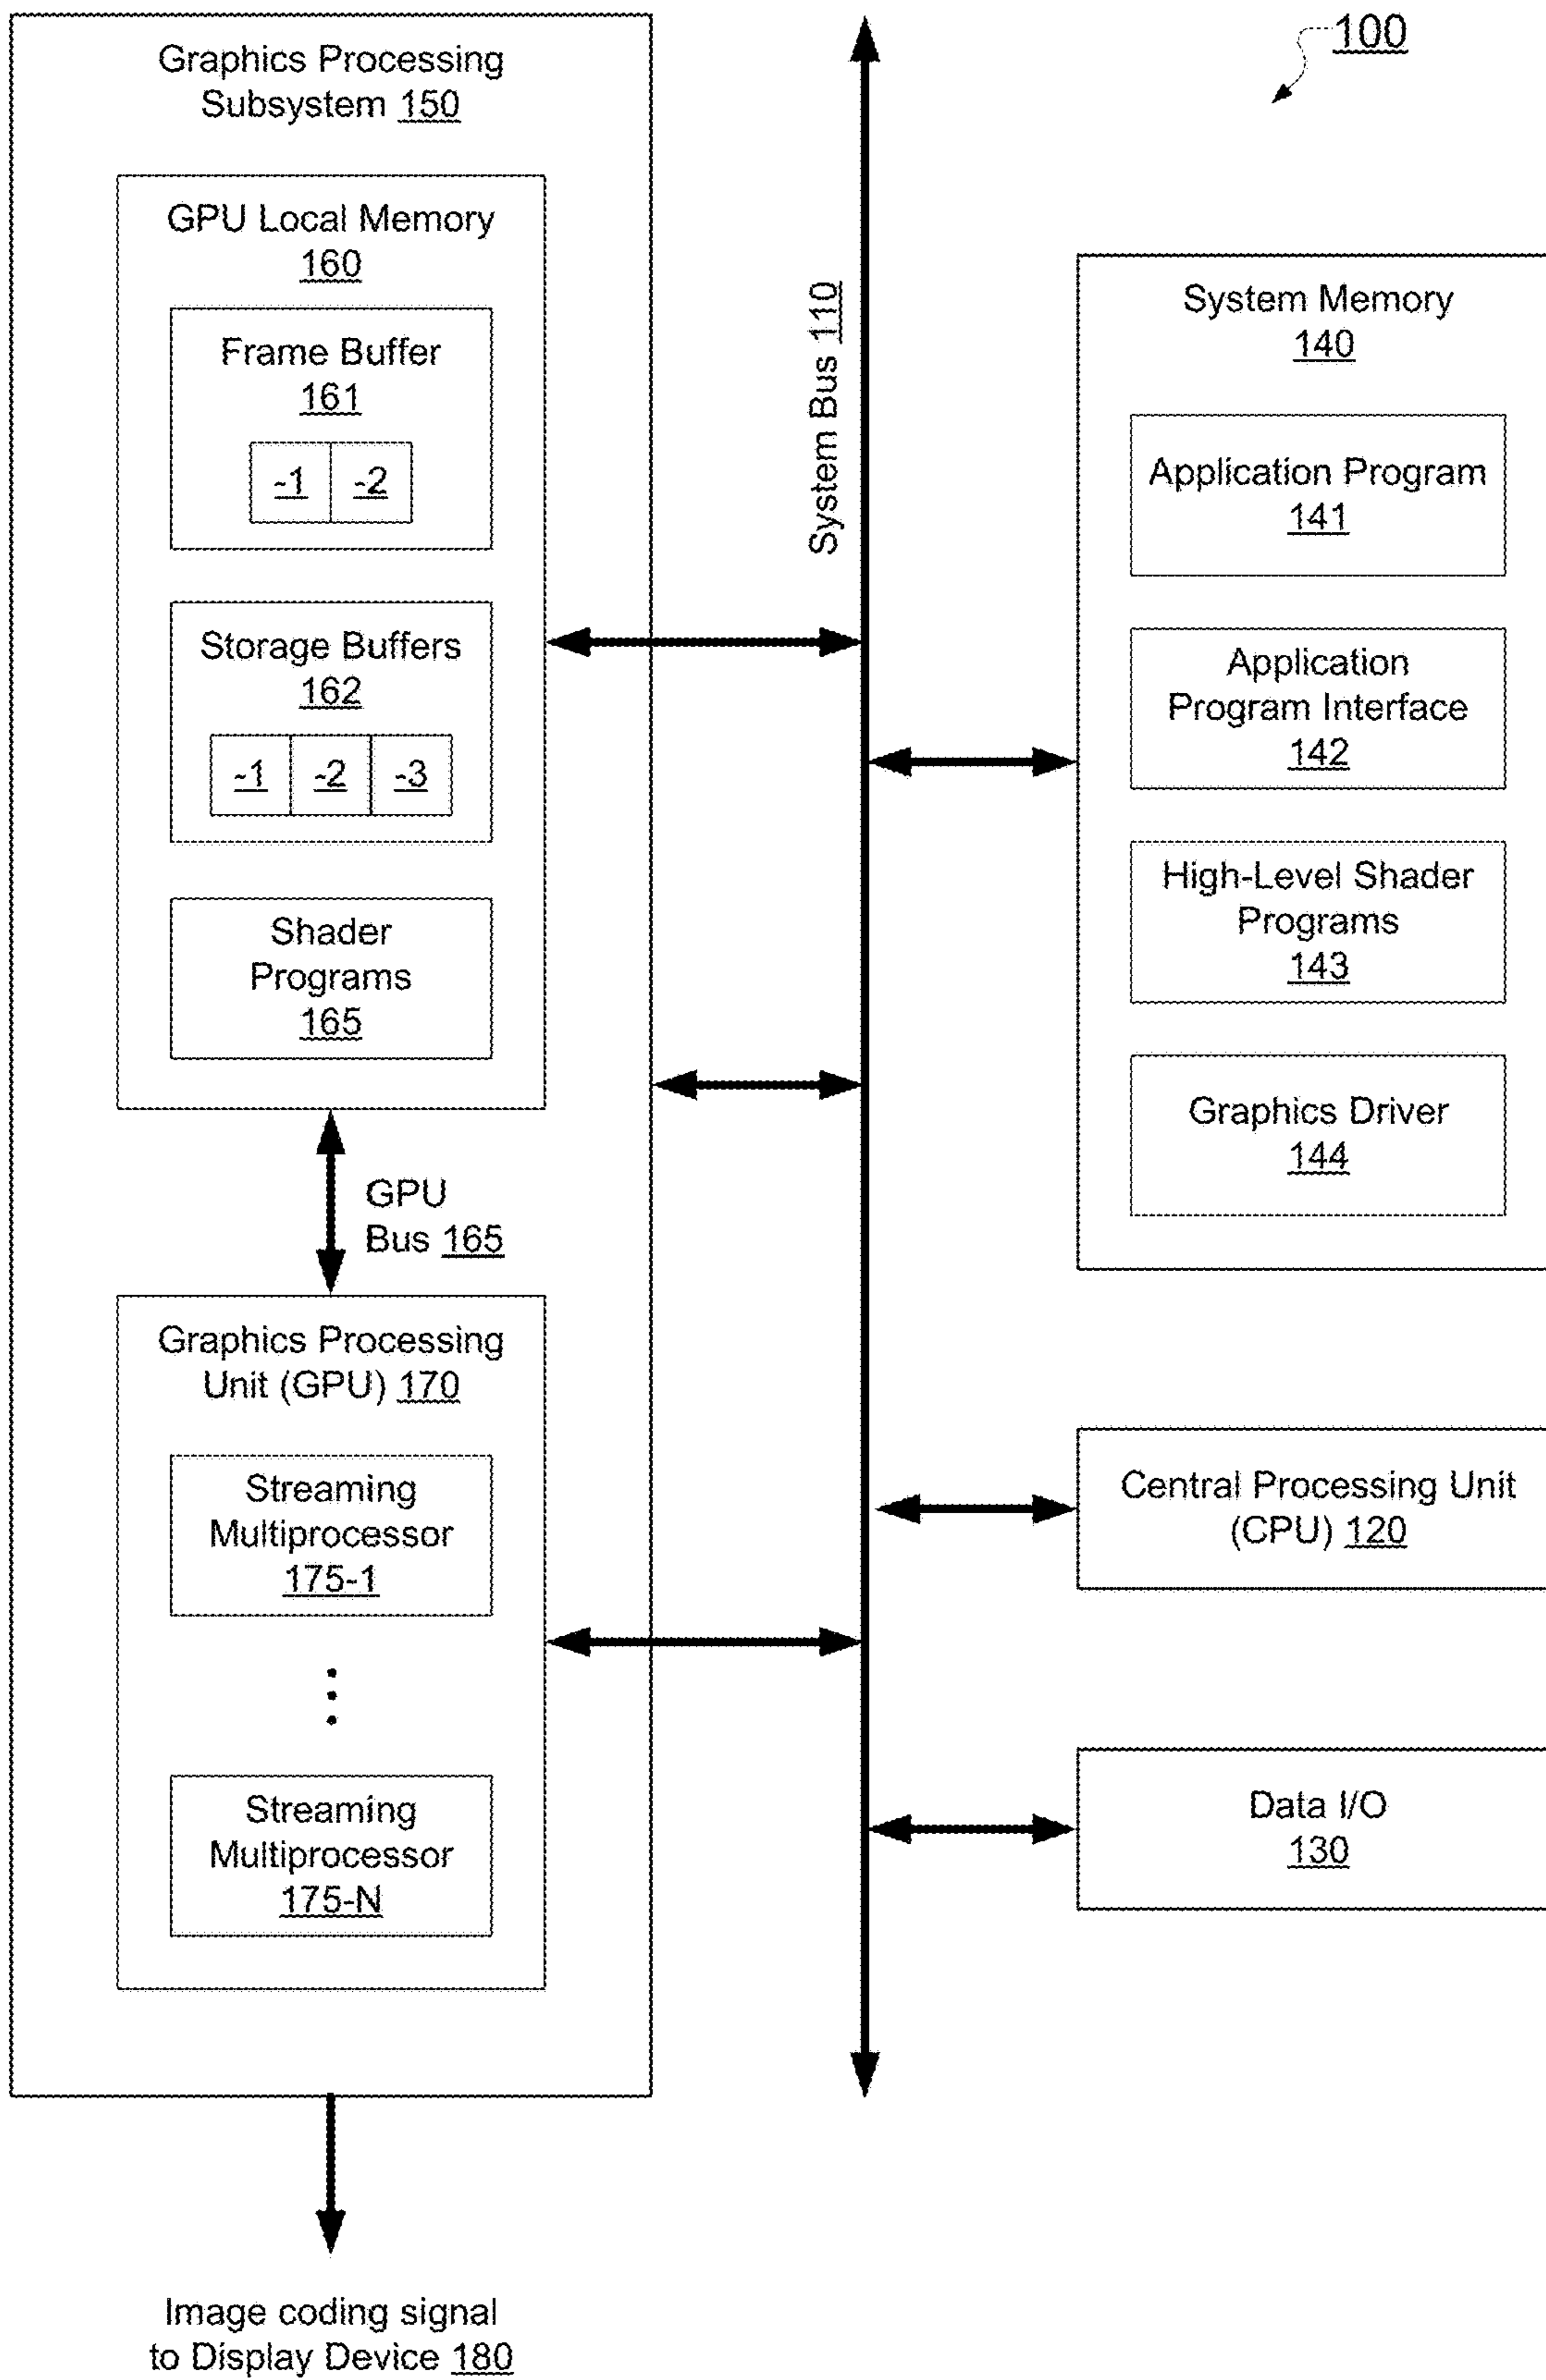 100
Graphics Processing
Subsystem 150
GPU Local Memory
160
Frame Buffer
161
-1 -2
Storage Buffers
162
-1 -2 -3
Shader
Programs
165
GPU
Bus 165
Graphics Processing
Unit (GPU) 170
Streaming
Multiprocessor
175-1
Streaming
Multiprocessor
175-N
Image coding signal
to Display Device 180
System Bus 110
System Memory
140
Application Program
141
Application
Program Interface
142
High-Level Shader
Programs
143
Graphics Driver
144
Central Processing Unit
(CPU) 120
Data I/O
130